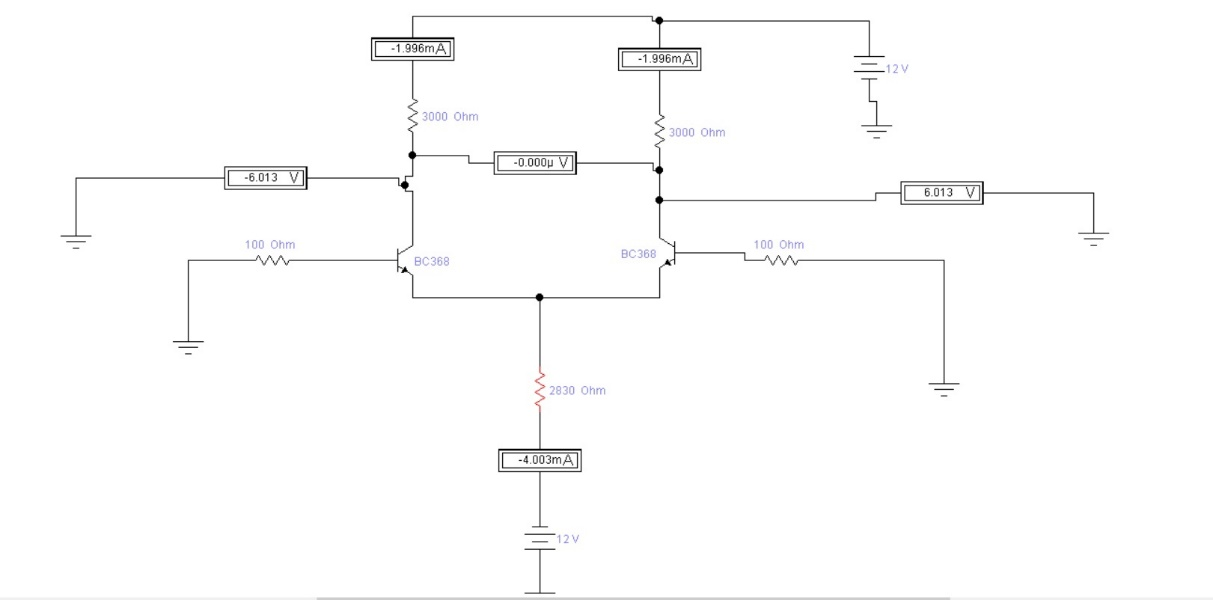 -1.996mA
-1.996mA
12 V
3000 Ohm
3000 Ohm
-0.000µ V
-6.013 V
6.013 V
100 Ohm
100 Ohm
BC368
BC368
2830 Ohm
-4.003mA
12 V